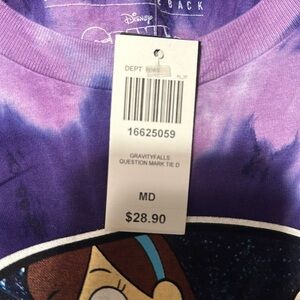 BACK
Disney
DEPT
16625059
GRAVITYFALLS
QUESTION MARK TIE D
MD
$28.90